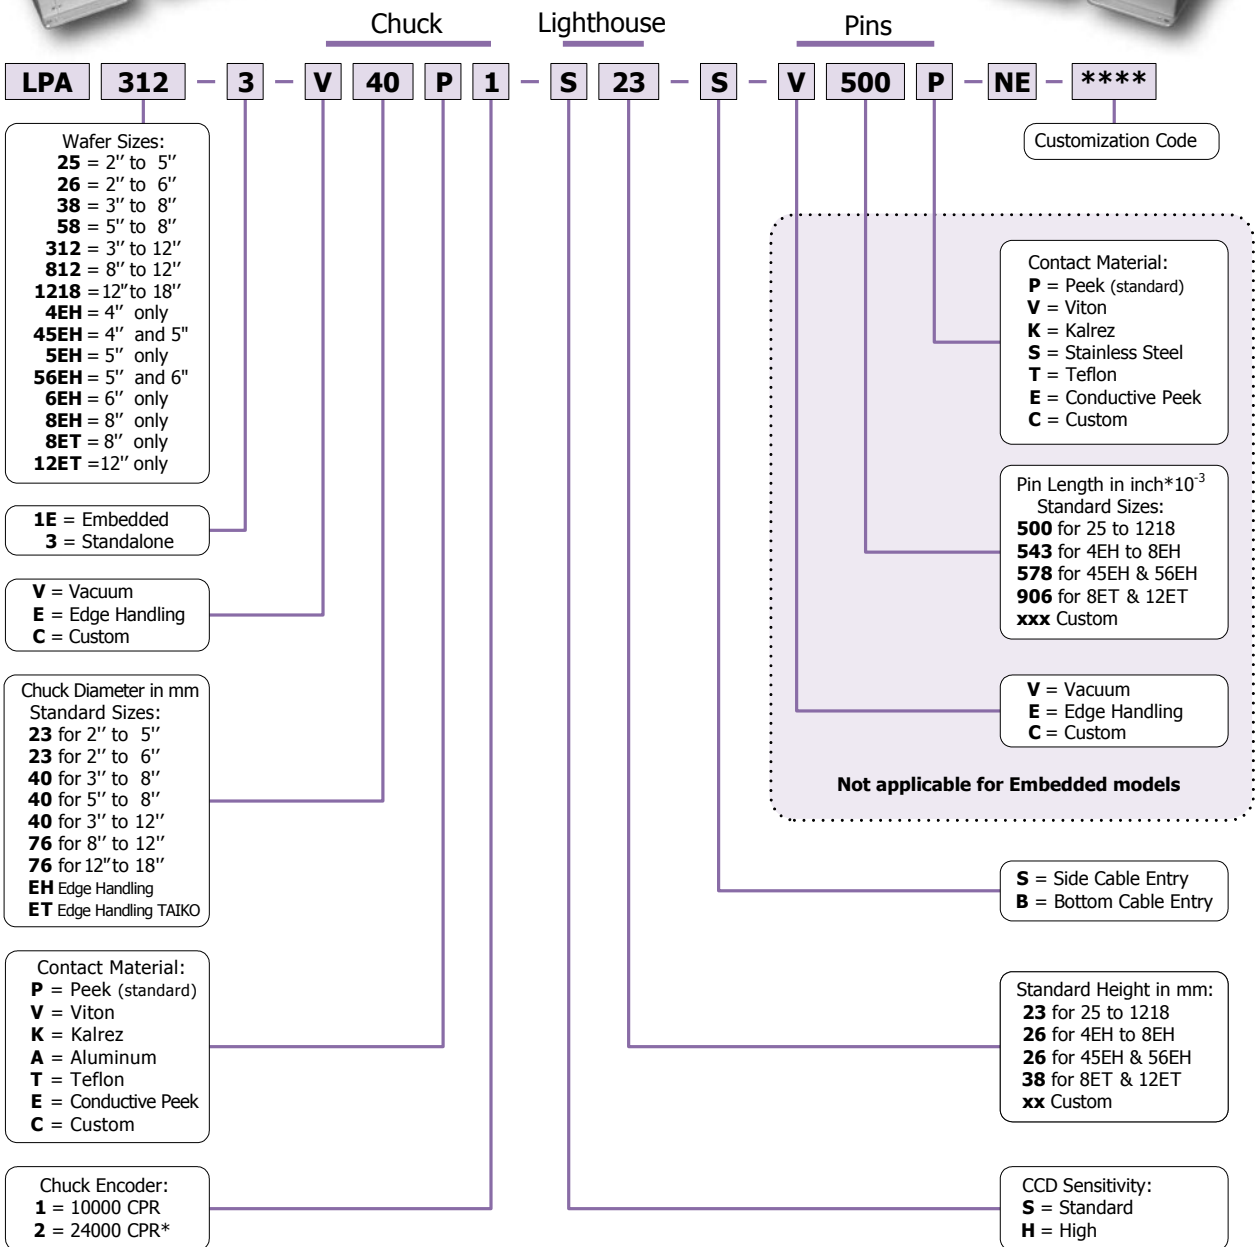 Chuck Lighthouse Pins
LPA 312 – 3 – V 40 P 1 – S 23 – S – V 500 P – NE – ****
Wafer Sizes:
25 = 2'' to 5''
26 = 2'' to 6''
38 = 3'' to 8''
58 = 5'' to 8''
312 = 3'' to 12''
812 = 8'' to 12''
1218 =12''to 18''
4EH = 4'' only
45EH = 4'' and 5"
5EH = 5'' only
56EH = 5'' and 6"
6EH = 6'' only
8EH = 8'' only
8ET = 8'' only
12ET =12'' only
1E = Embedded
3 = Standalone
V = Vacuum
E = Edge Handling
C = Custom
Chuck Diameter in mm
Standard Sizes:
23 for 2'' to 5''
23 for 2'' to 6''
40 for 3'' to 8''
40 for 5'' to 8''
40 for 3'' to 12''
76 for 8'' to 12''
76 for 12''to 18''
EH Edge Handling
ET Edge Handling TAIKO
Contact Material:
P = Peek (standard)
V = Viton
K = Kalrez
A = Aluminum
T = Teflon
E = Conductive Peek
C = Custom
Chuck Encoder:
1 = 10000 CPR
2 = 24000 CPR*
Customization Code
Contact Material:
P = Peek (standard)
V = Viton
K = Kalrez
S = Stainless Steel
T = Teflon
E = Conductive Peek
C = Custom
Pin Length in inch*10⁻³
Standard Sizes:
500 for 25 to 1218
543 for 4EH to 8EH
578 for 45EH & 56EH
906 for 8ET & 12ET
xxx Custom
V = Vacuum
E = Edge Handling
C = Custom
Not applicable for Embedded models
S = Side Cable Entry
B = Bottom Cable Entry
Standard Height in mm:
23 for 25 to 1218
26 for 4EH to 8EH
26 for 45EH & 56EH
38 for 8ET & 12ET
xx Custom
CCD Sensitivity:
S = Standard
H = High